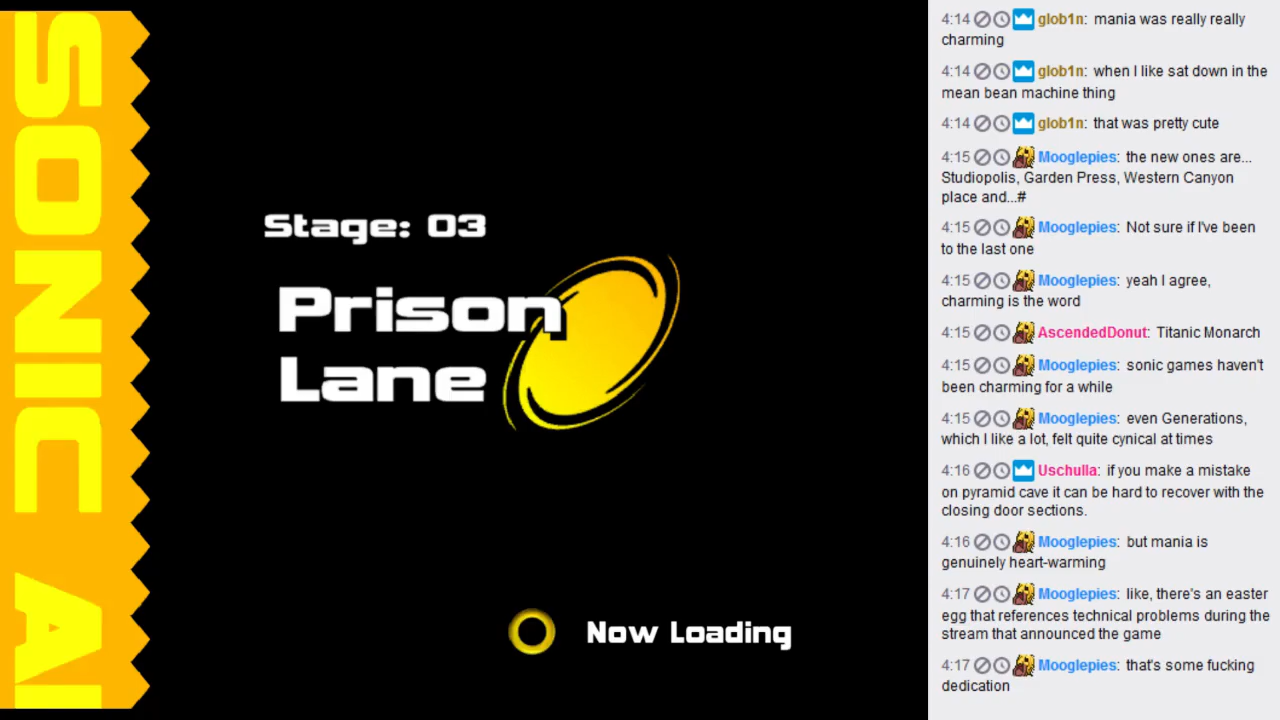 SONIC A
Stage: 03
Prison
Lane
Now Loading
4:14 glob1n: mania was really really
charming
4:14 glob1n: when I like sat down in the
mean bean machine thing
4:14 glob1n: that was pretty cute
4:15 Mooglepies: the new ones are...
Studiopolis, Garden Press, Western Canyon
place and...#
4:15 Mooglepies: Not sure if I've been
to the last one
4:15 Mooglepies: yeah I agree,
charming is the word
4:15 AscendedDonut: Titanic Monarch
4:15 Mooglepies: sonic games haven't
been charming for a while
4:15 Mooglepies: even Generations,
which I like a lot, felt quite cynical at times
4:16 Uschulla: if you make a mistake
on pyramid cave it can be hard to recover with the
closing door sections.
4:16 Mooglepies: but mania is
genuinely heart-warming
4:17 Mooglepies: like, there's an easter
egg that references technical problems during the
stream that announced the game
4:17 Mooglepies: that's some fucking
dedication